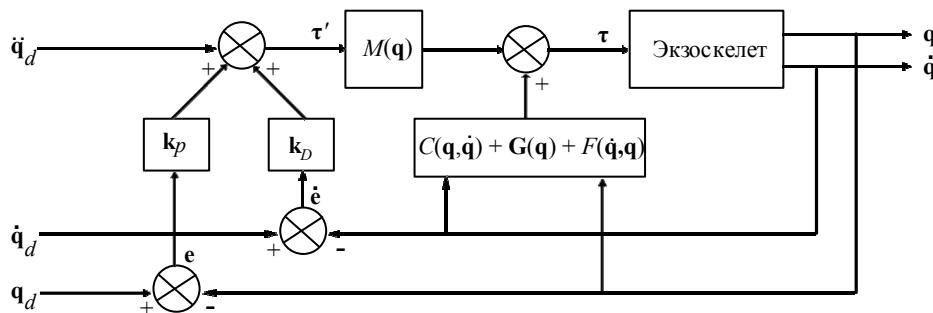 q̈_d
τ′
M(q)
τ
Экзоскелет
q
q̇
+
+
+
k_p
k_D
C(q,q̇) + G(q) + F(q̇,q)
ė
q̇_d
+
-
e
q_d
+
-